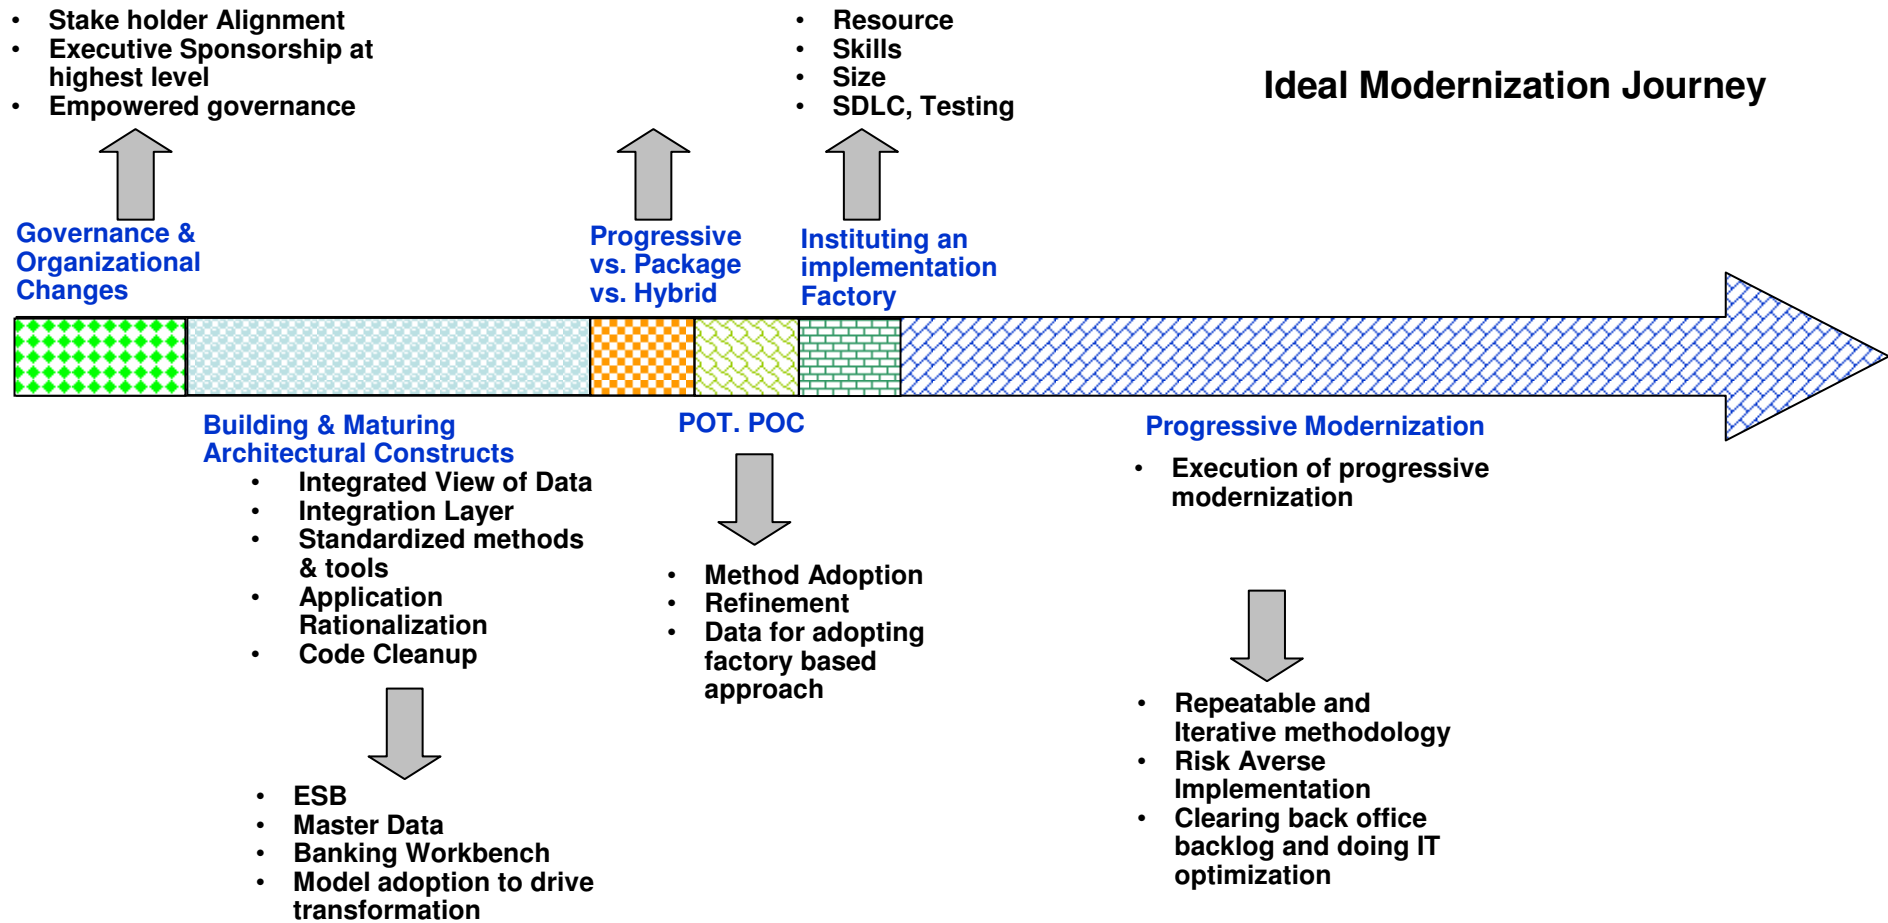 • Stake holder Alignment
• Executive Sponsorship at
highest level
• Empowered governance
• Resource
• Skills
• Size
• SDLC, Testing
Ideal Modernization Journey
Governance &
Organizational
Changes
Progressive
vs. Package
vs. Hybrid
Instituting an
implementation
Factory
Building & Maturing
Architectural Constructs
• Integrated View of Data
• Integration Layer
• Standardized methods
& tools
• Application
Rationalization
• Code Cleanup
• ESB
• Master Data
• Banking Workbench
• Model adoption to drive
transformation
POT. POC
• Method Adoption
• Refinement
• Data for adopting
factory based
approach
Progressive Modernization
• Execution of progressive
modernization
• Repeatable and
Iterative methodology
• Risk Averse
Implementation
• Clearing back office
backlog and doing IT
optimization